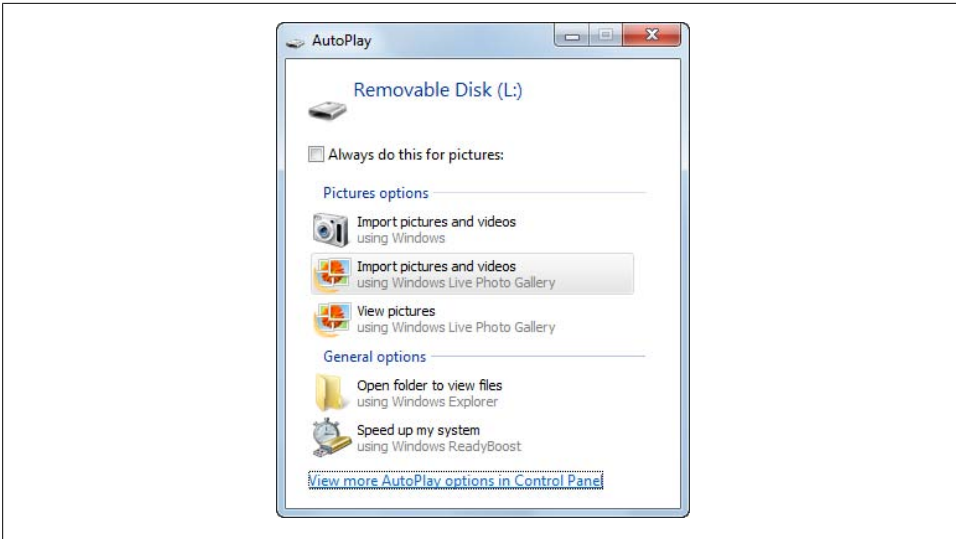 AutoPlay
Removable Disk (L:)
Always do this for pictures:
Pictures options
Import pictures and videos
using Windows
Import pictures and videos
using Windows Live Photo Gallery
View pictures
using Windows Live Photo Gallery
General options
Open folder to view files
using Windows Explorer
Speed up my system
using Windows ReadyBoost
View more AutoPlay options in Control Panel